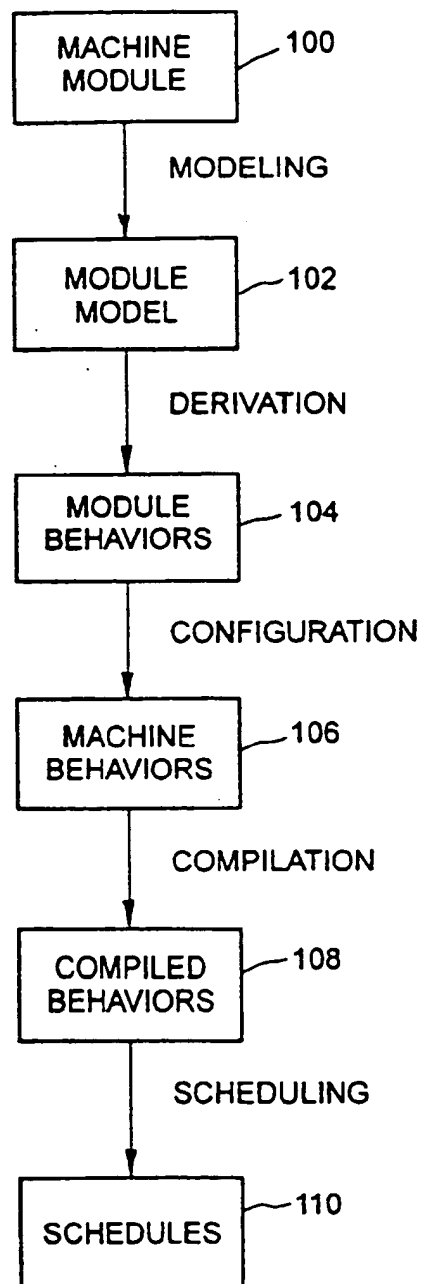 MACHINE
MODULE
100
MODELING
MODULE
MODEL
102
DERIVATION
MODULE
BEHAVIORS
104
CONFIGURATION
MACHINE
BEHAVIORS
106
COMPILATION
COMPILED
BEHAVIORS
108
SCHEDULING
SCHEDULES
110